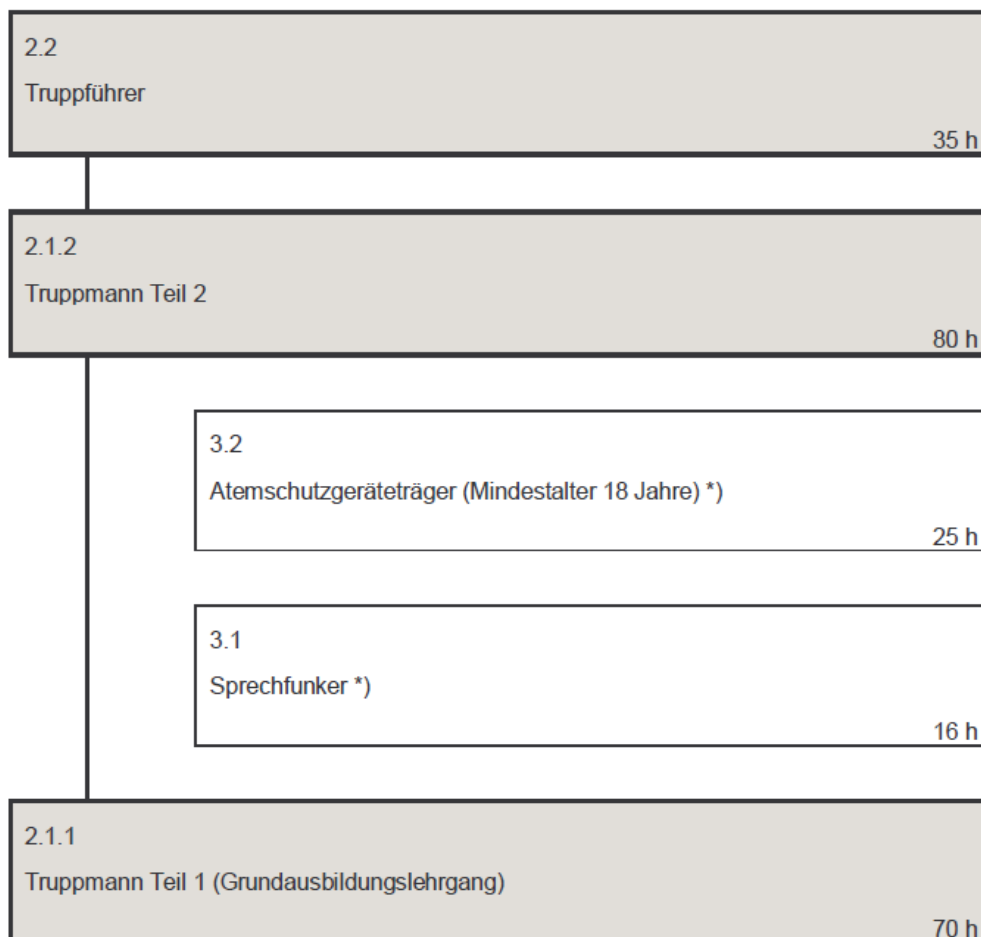 2.2
Truppführer
35 h
2.1.2
Truppmann Teil 2
80 h
3.2
Atemschutzgeräteträger (Mindestalter 18 Jahre) *)
25 h
3.1
Sprechfunker *)
16 h
2.1.1
Truppmann Teil 1 (Grundausbildungslehrgang)
70 h